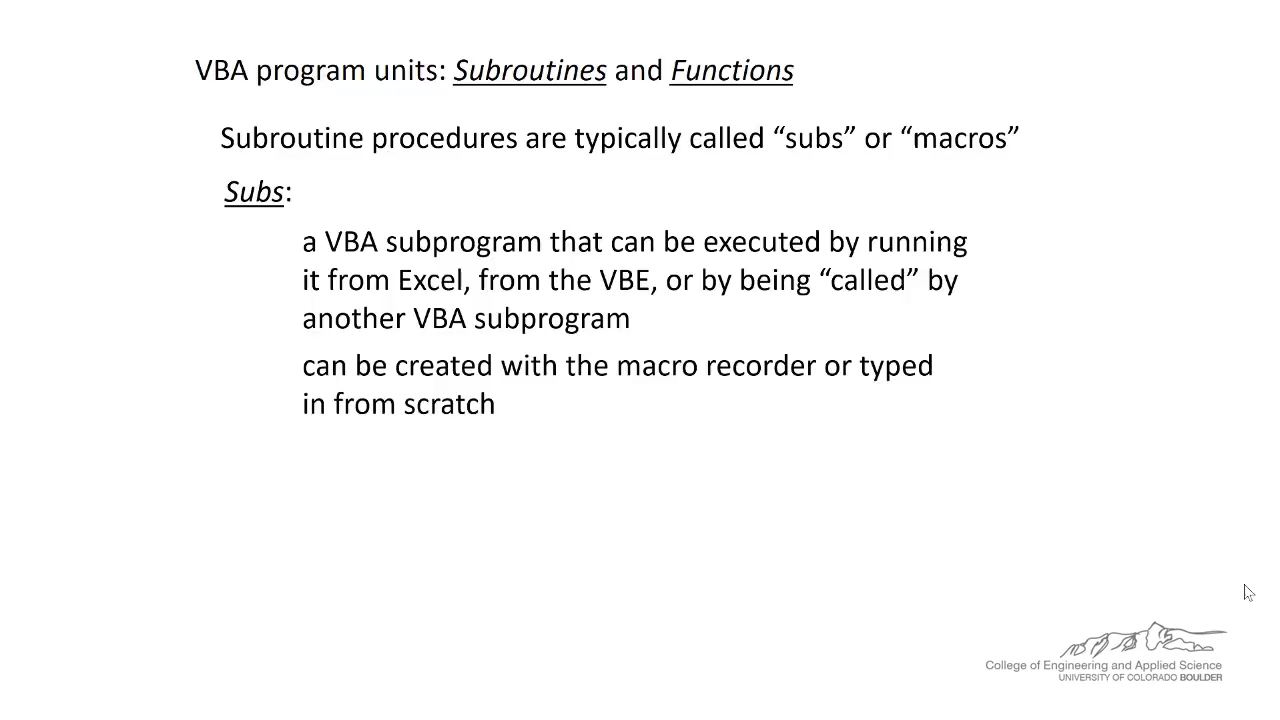 VBA program units: Subroutines and Functions
Subroutine procedures are typically called “subs” or “macros”
Subs:
a VBA subprogram that can be executed by running
it from Excel, from the VBE, or by being “called” by
another VBA subprogram
can be created with the macro recorder or typed
in from scratch
College of Engineering and Applied Science
UNIVERSITY OF COLORADO BOULDER